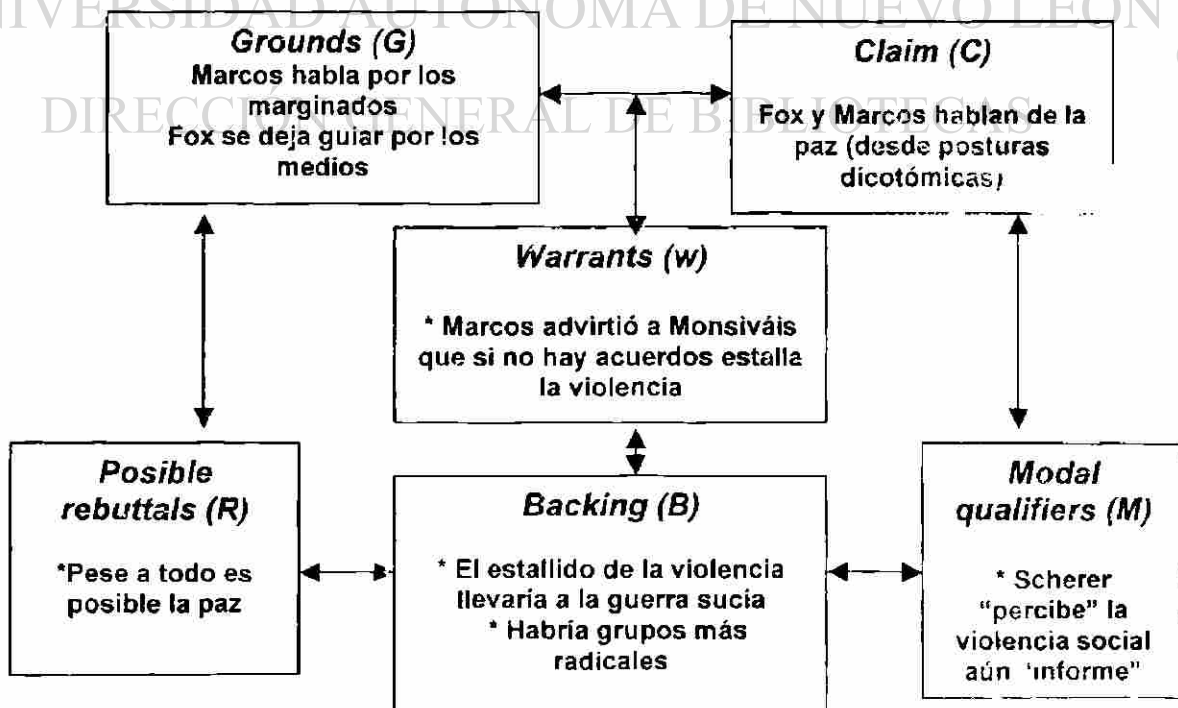 UNIVERSIDAD AUTÓNOMA DE NUEVO LEÓN
DIRECCIÓN GENERAL DE BIBLIOTECAS
Grounds (G)
Marcos habla por los
marginados
Fox se deja guiar por los
medios
Claim (C)
Fox y Marcos hablan de la
paz (desde posturas
dicotómicas)
Warrants (w)
* Marcos advirtió a Monsiváis
que si no hay acuerdos estalla
la violencia
Posible
rebuttals (R)
*Pese a todo es
posible la paz
Backing (B)
* El estallido de la violencia
llevaría a la guerra sucia
* Habría grupos más
radicales
Modal
qualifiers (M)
* Scherer
"percibe" la
violencia social
aún 'informe"